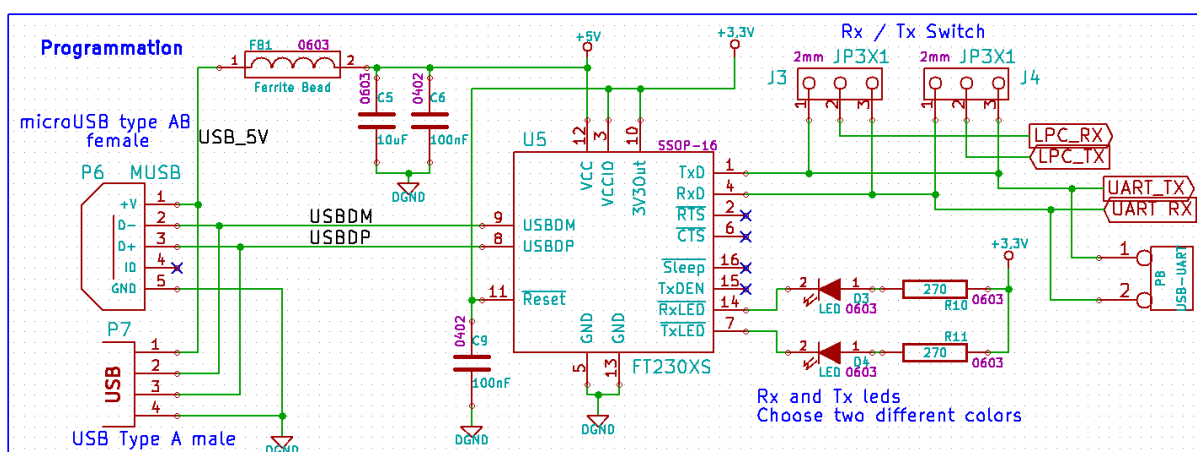 Programmation
FB1
0603
1
2
Ferrite Bead
+5V
+3,3V
Rx / Tx Switch
2mm
JP3X1
J3
1
2
3
2mm
JP3X1
J4
1
2
3
0603
C5
10uF
0402
C6
100nF
DGND
microUSB type AB
female
USB_5V
P6
MUSB
+V
1
D-
2
D+
3
ID
4
GND
5
USBDM
USBDP
U5
SSOP-16
12
3
10
VCC
VCCIO
3V3Out
9
USBDM
8
USBDP
11
Reset
TxD
1
RxD
4
RTS
2
CTS
6
Sleep
16
TxDEN
15
RxLED
14
TxLED
7
GND
GND
5
13
FT230XS
DGND
LPC_RX
LPC_TX
UART_TX
UART RX
1
2
PB
USB-UART
+3,3V
2
1
D3
LED
0603
270
R10
0603
2
1
D4
LED
0603
270
R11
0603
0402
C9
100nF
DGND
P7
USB
1
2
3
4
USB Type A male
DGND
Rx and Tx leds
Choose two different colors